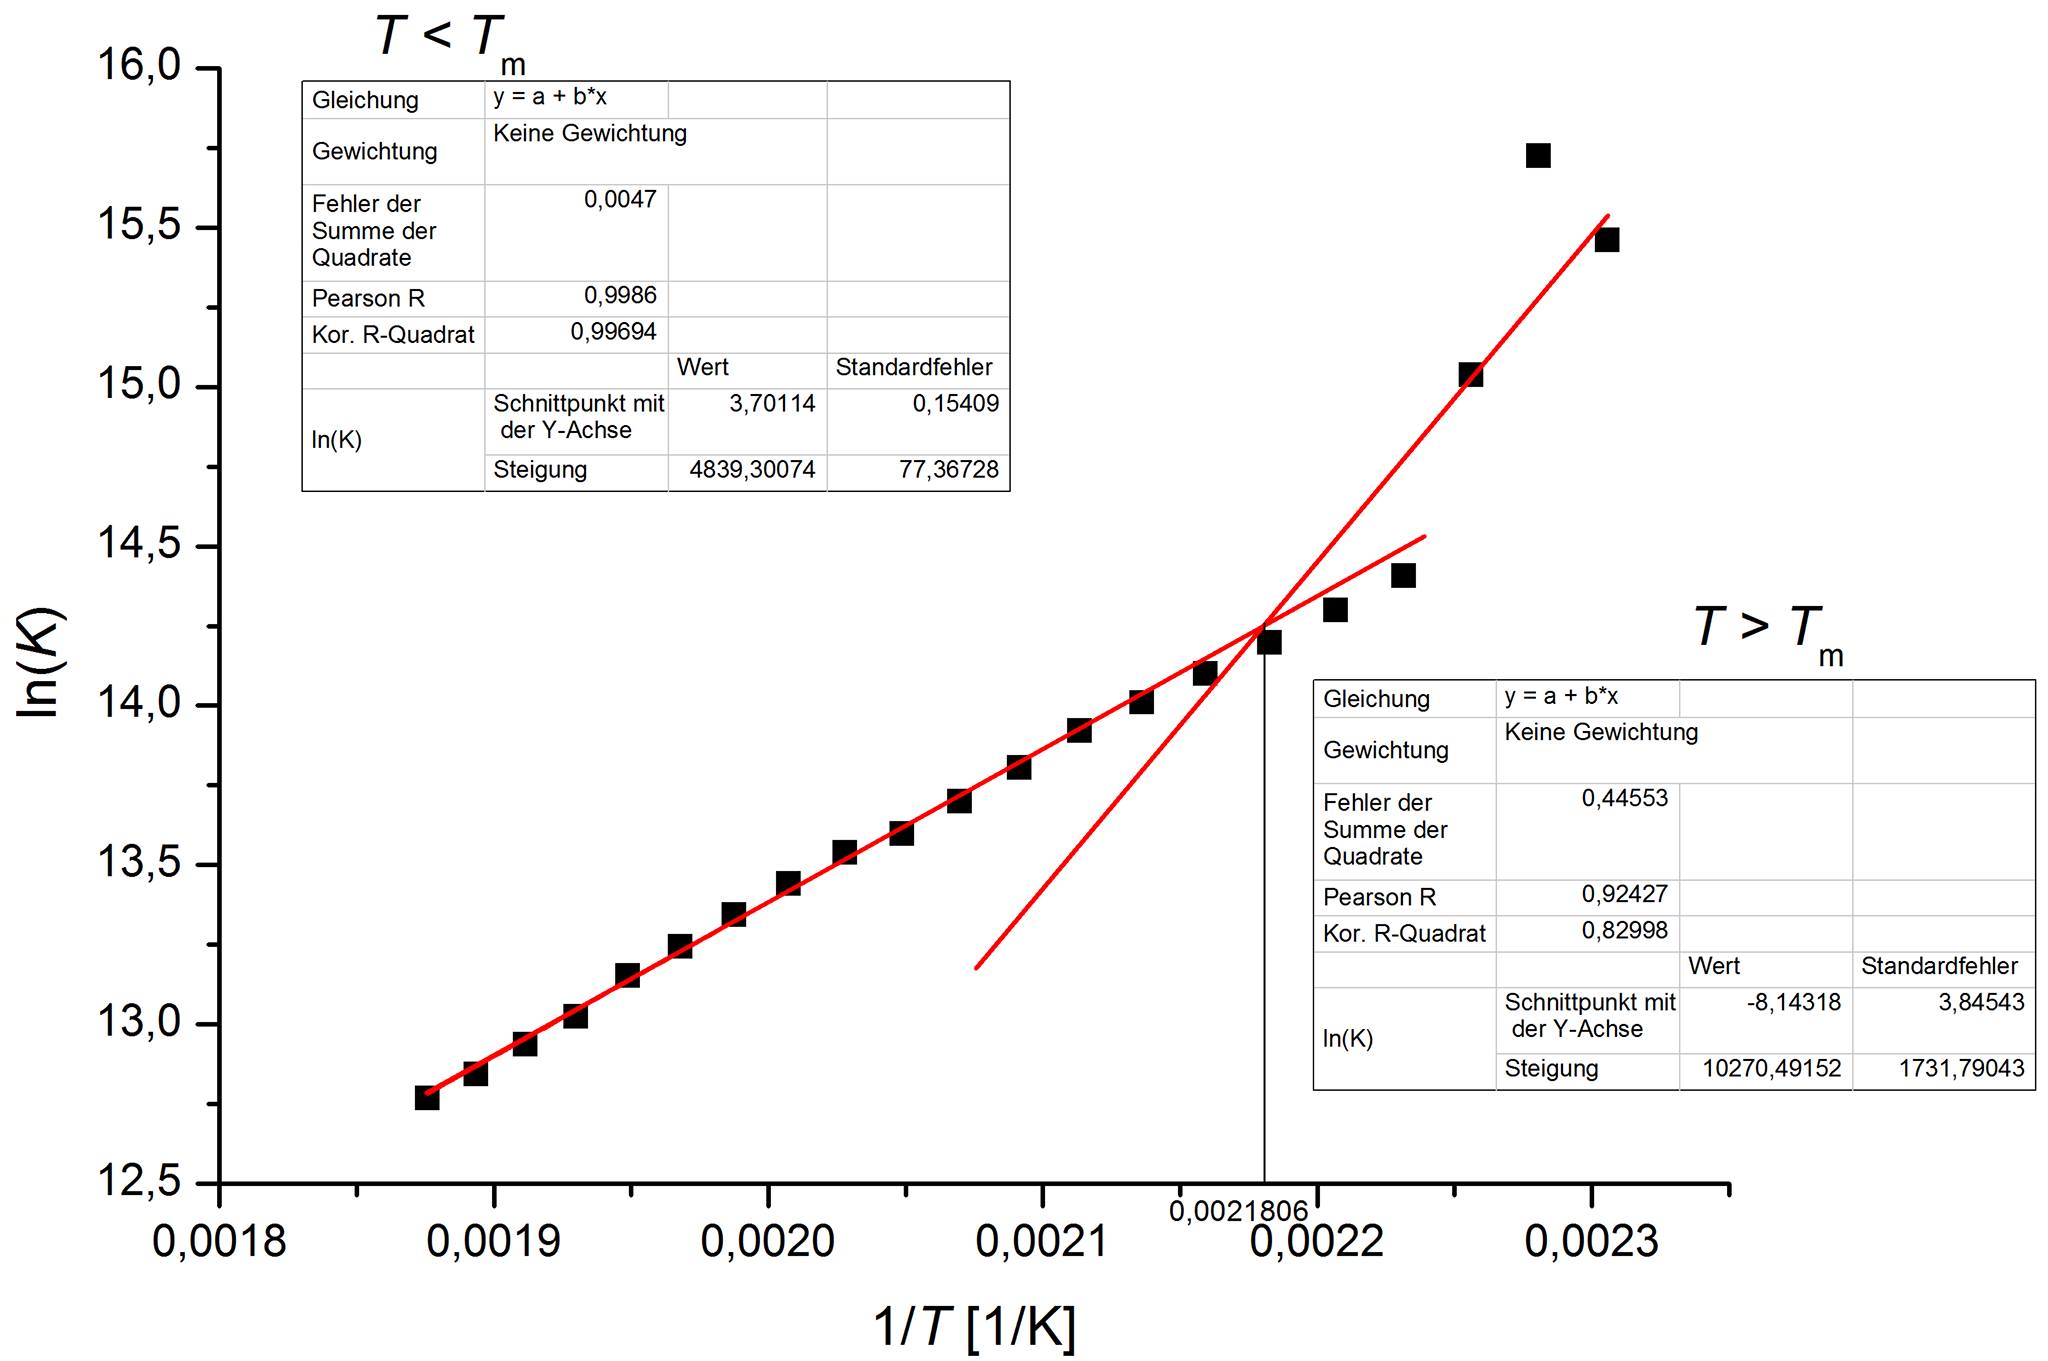 T < Tm
Gleichung y = a + b*x
Gewichtung Keine Gewichtung
Fehler der Summe der Quadrate 0,0047
Pearson R 0,9986
Kor. R-Quadrat 0,99694
Wert Standardfehler
ln(K) Schnittpunkt mit der Y-Achse 3,70114 0,15409
Steigung 4839,30074 77,36728
T > Tm
Gleichung y = a + b*x
Gewichtung Keine Gewichtung
Fehler der Summe der Quadrate 0,44553
Pearson R 0,92427
Kor. R-Quadrat 0,82998
Wert Standardfehler
ln(K) Schnittpunkt mit der Y-Achse -8,14318 3,84543
Steigung 10270,49152 1731,79043
ln(K)
16,0
15,5
15,0
14,5
14,0
13,5
13,0
12,5
0,0021806
0,0018 0,0019 0,0020 0,0021 0,0022 0,0023
1/T [1/K]